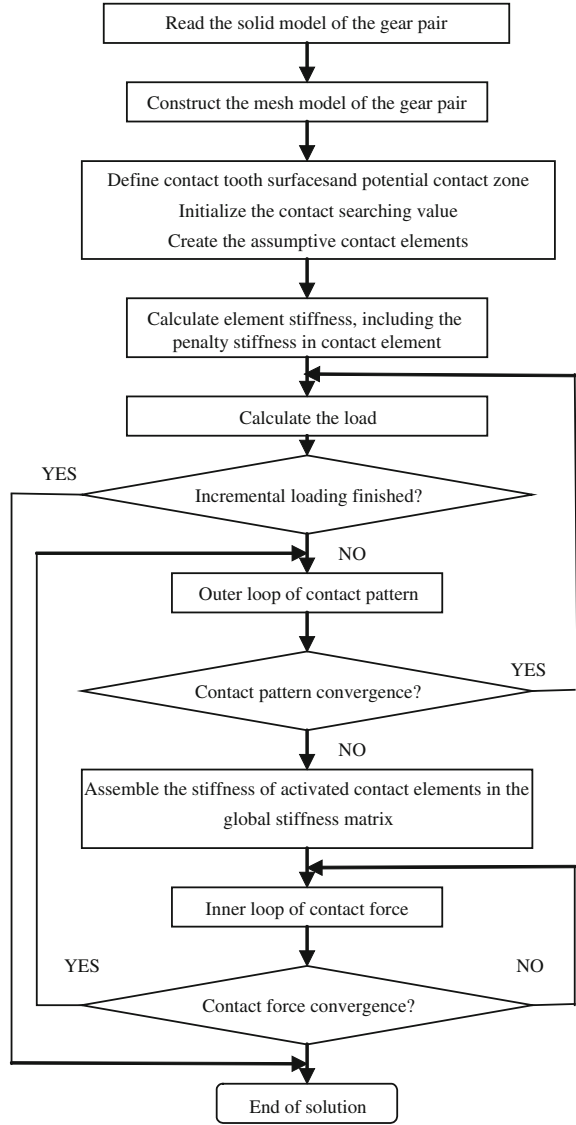 Read the solid model of the gear pair
Construct the mesh model of the gear pair
Define contact tooth surfacesand potential contact zone
Initialize the contact searching value
Create the assumptive contact elements
Calculate element stiffness, including the
penalty stiffness in contact element
Calculate the load
YES
Incremental loading finished?
NO
Outer loop of contact pattern
YES
Contact pattern convergence?
NO
Assemble the stiffness of activated contact elements in the
global stiffness matrix
Inner loop of contact force
YES
NO
Contact force convergence?
End of solution